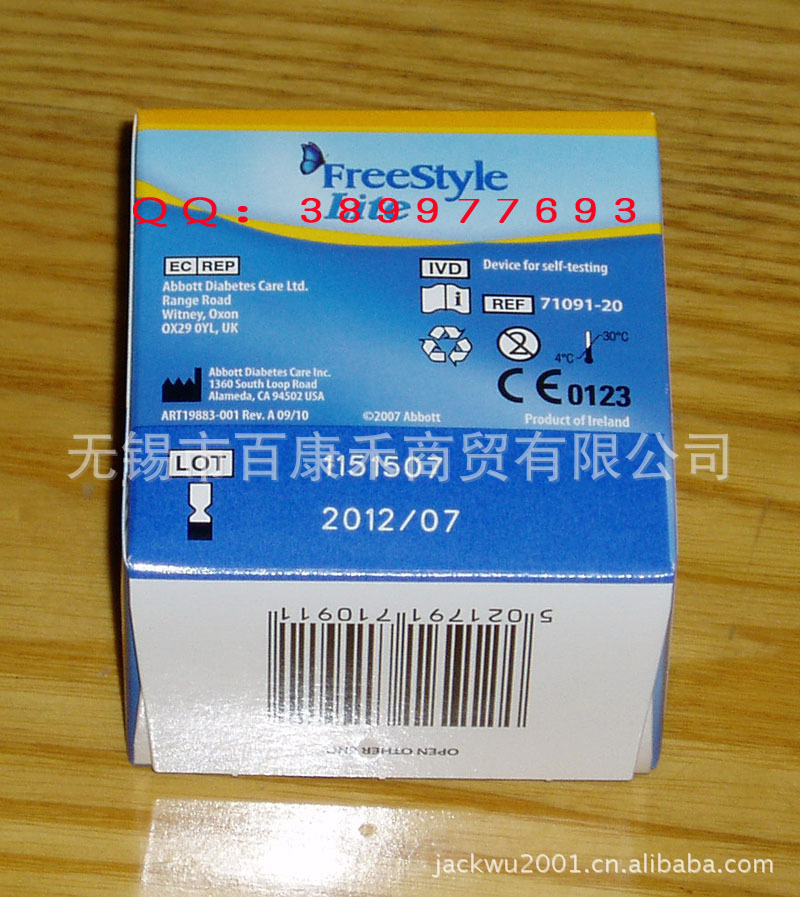 FreeStyle
Lite
QQ: 389977693
EC REP
Abbott Diabetes Care Ltd.
Range Road
Witney, Oxon
OX29 0YL, UK
IVD
Device for self-testing
REF 71091-20
2
4°C
30°C
CE 0123
Abbott Diabetes Care Inc.
1360 South Loop Road
Alameda, CA 94502 USA
ART19883-001 Rev. A 09/10
©2007 Abbott
Product of Ireland
无锡市百康禾商贸有限公司
LOT
1151507
2012/07
5 021791 710911
OPEN OTHER END
jackwu2001.cn.alibaba.com